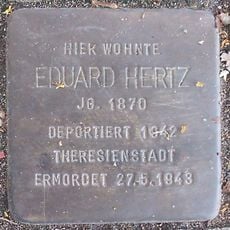 HIER WOHNTE
EDUARD HERTZ
JG. 1870
DEPORTIERT 1942
THERESIENSTADT
ERMORDET 27.5.1943